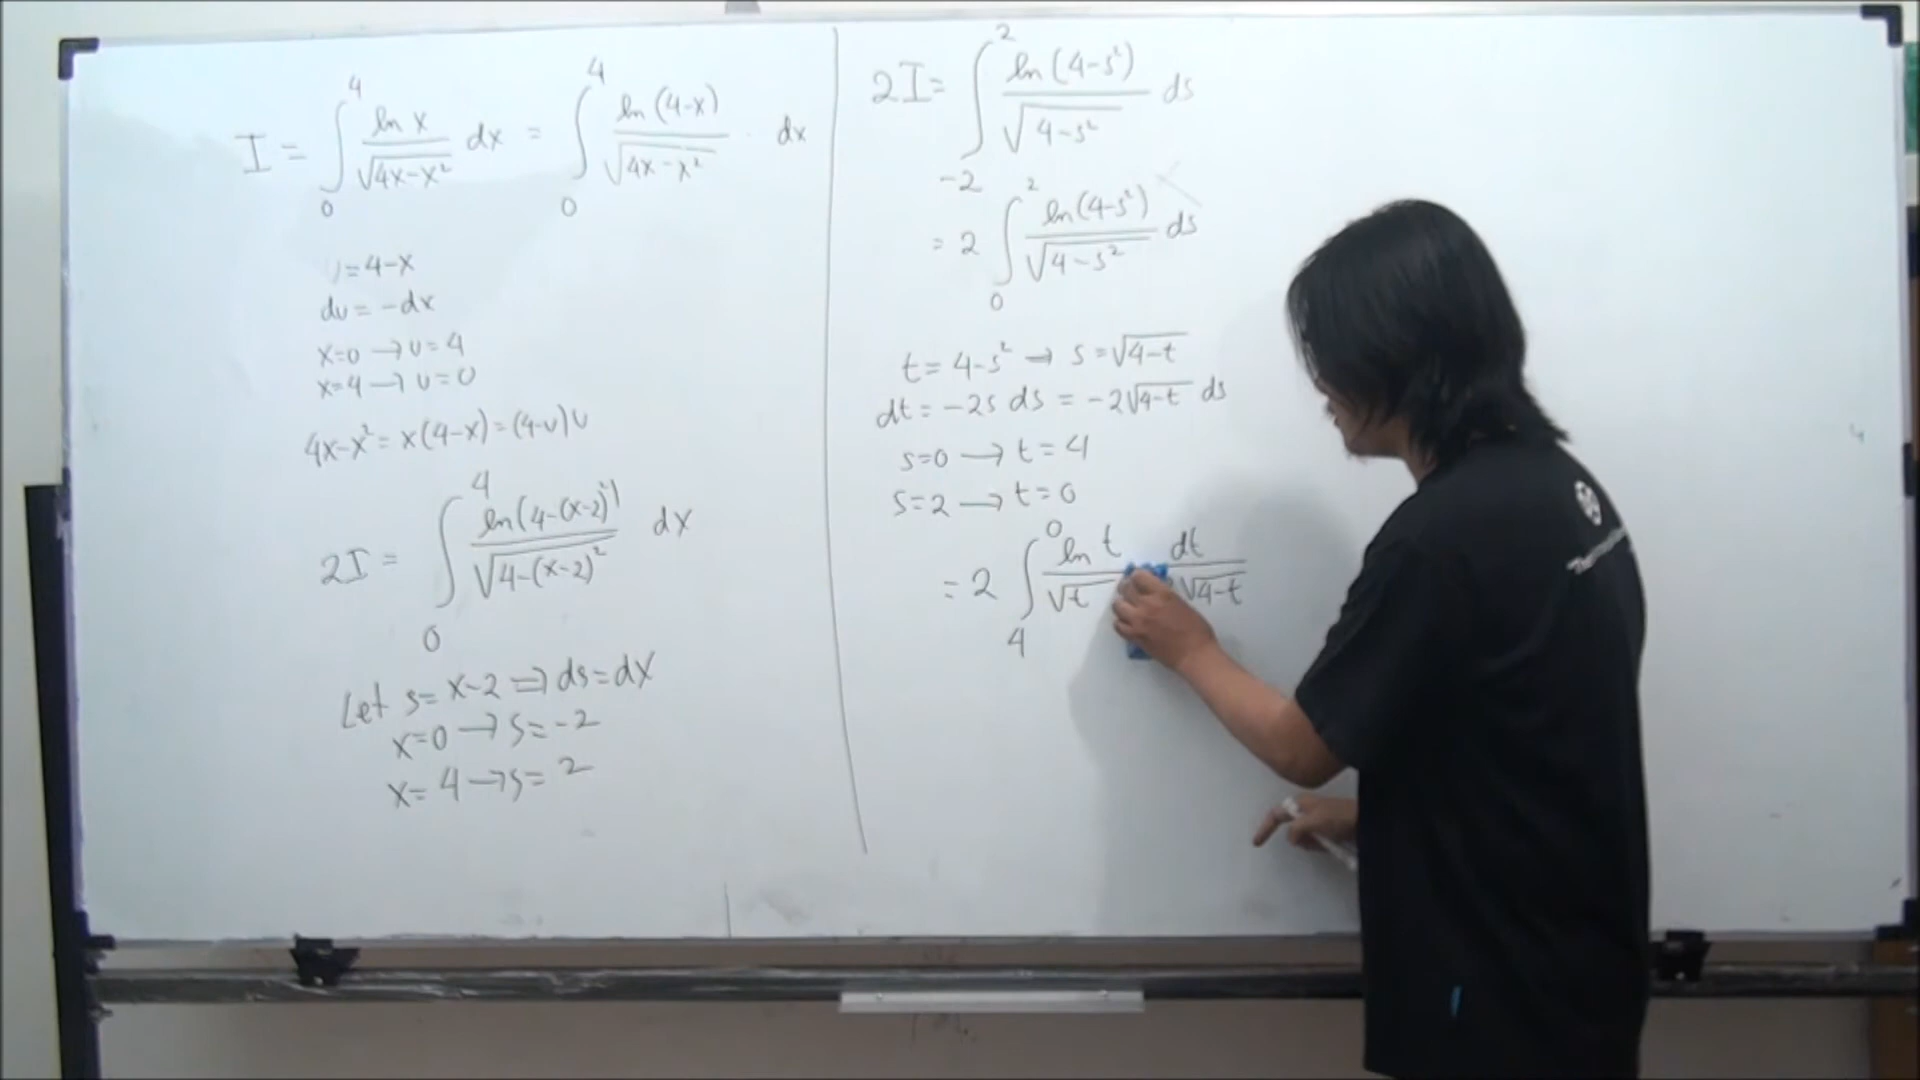 I = ∫₀⁴ ln x / √(4x-x²) dx = ∫₀⁴ ln (4-x) / √(4x-x²) dx
=4-x
du = -dx
x=0 → u=4
x=4 → u=0
4x-x² = x(4-x)=(4-u)u
2I = ∫₀⁴ ln(4-(x-2)²) / √(4-(x-2)²) dx
Let s= x-2 ⇒ ds=dx
x=0 → s=-2
x=4 → s=2
2I = ∫₋₂² ln(4-s²) / √(4-s²) ds
= 2 ∫₀² ln(4-s²) / √(4-s²) ds
t = 4-s² → s=√(4-t)
dt = -2s ds = -2√(4-t) ds
s=0 → t=4
s=2 → t=0
= 2 ∫₄⁰ ln t / √t dt / √(4-t)